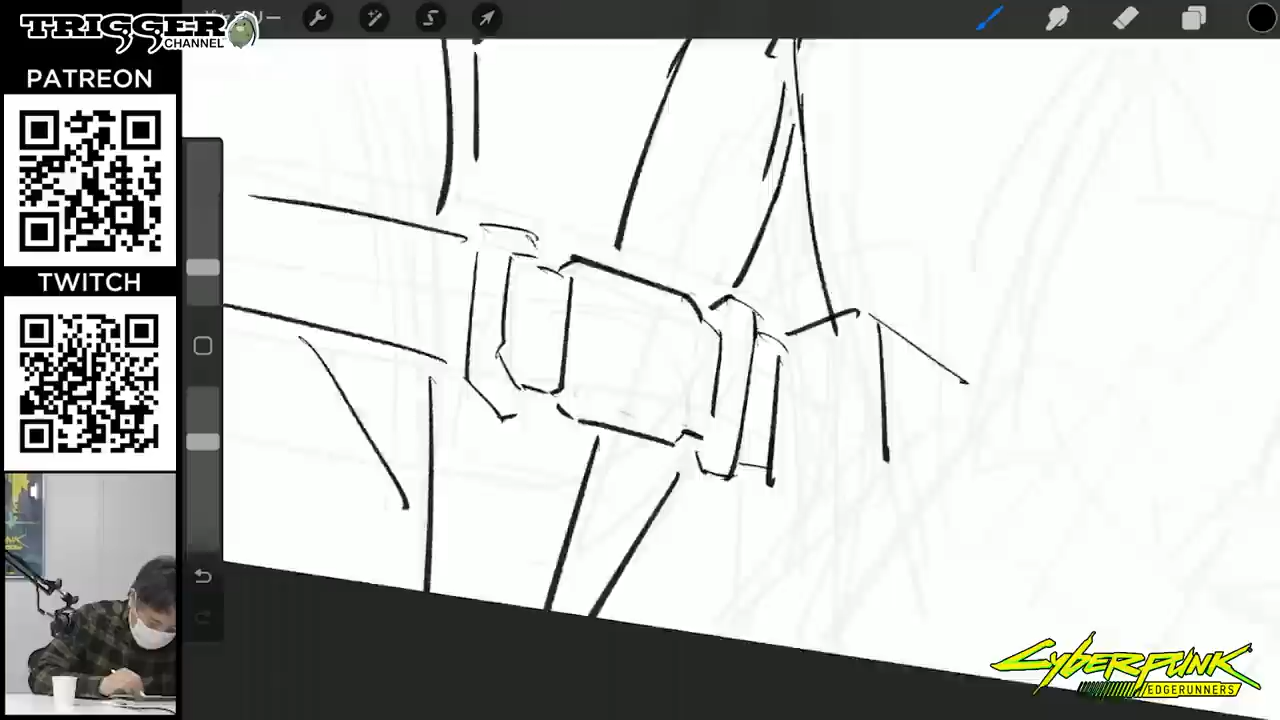 TRIGGER
CHANNEL
PATREON
TWITCH
CYBERPUNK
EDGERUNNERS